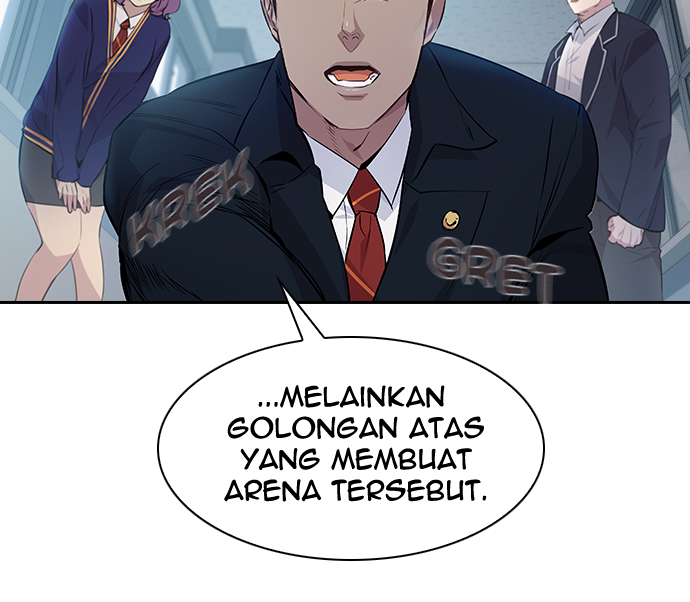 KREK
GRET
...MELAINKAN
GOLONGAN ATAS
YANG MEMBUAT
ARENA TERSEBUT.